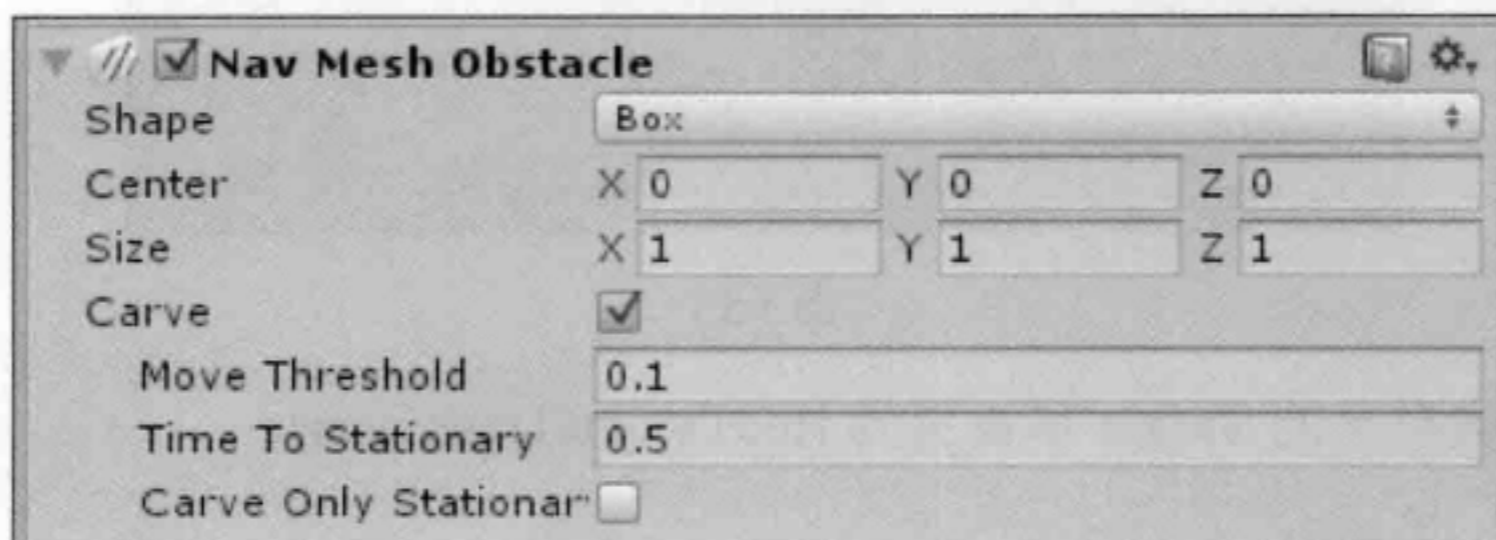 Nav Mesh Obstacle
Shape Box
Center X 0 Y 0 Z 0
Size X 1 Y 1 Z 1
Carve
Move Threshold 0.1
Time To Stationary 0.5
Carve Only Stationar